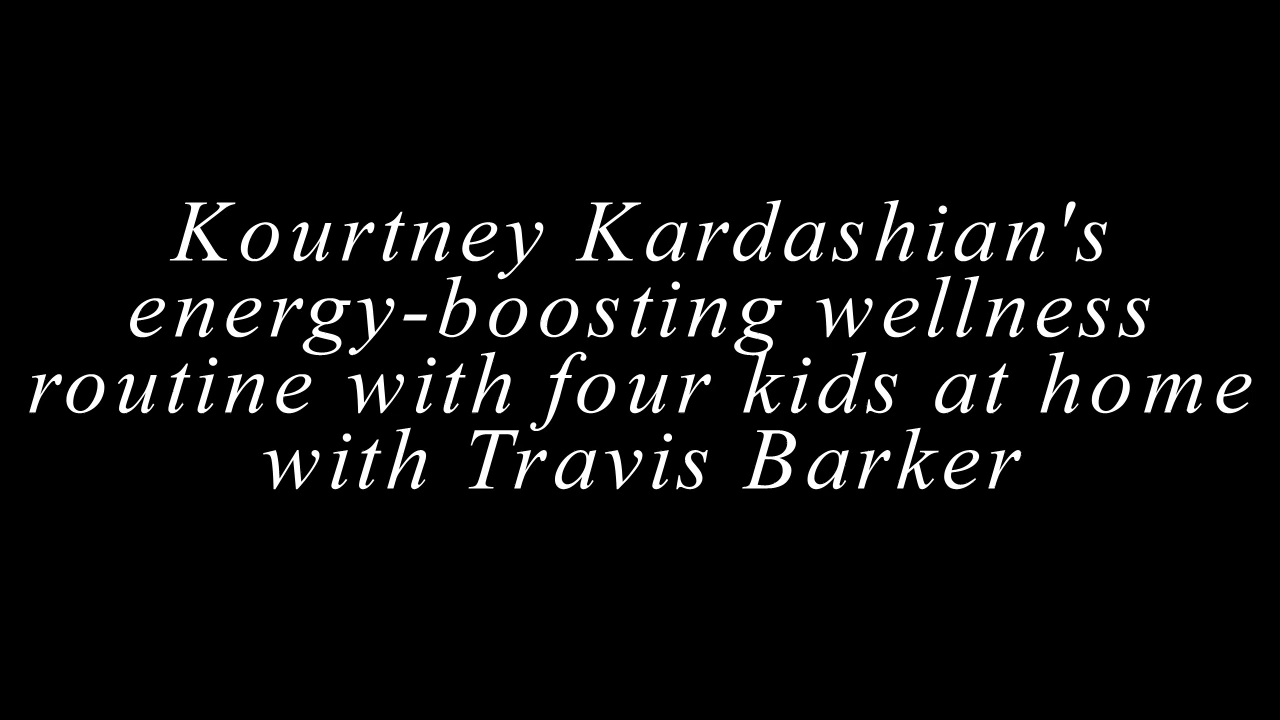 Kourtney Kardashian's
energy-boosting wellness
routine with four kids at home
with Travis Barker